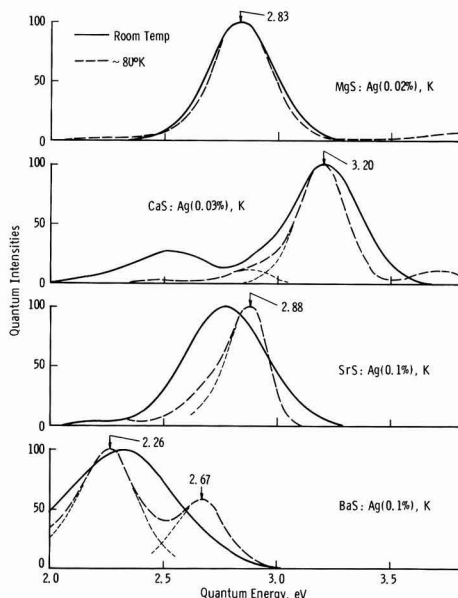 2.83
Room Temp
~ 80°K
MgS: Ag(0.02%), K
100
50
0
3.20
CaS: Ag(0.03%), K
100
50
0
Quantum Intensities
2.88
SrS: Ag(0.1%), K
100
50
0
2.26
2.67
BaS: Ag(0.1%), K
100
50
0
2.0 2.5 3.0 3.5
Quantum Energy, eV